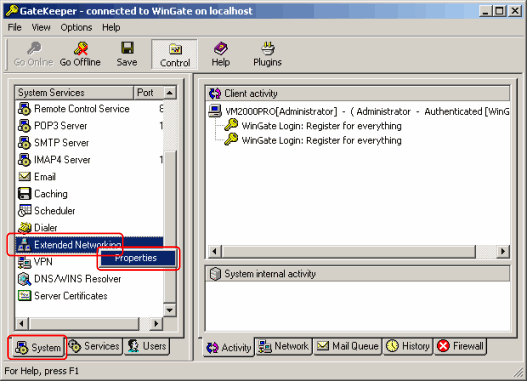 GateKeeper - connected to WinGate on localhost
File View Options Help
Go Online Go Offline Save Control Help Plugins
System Services Port
Remote Control Service 8
POP3 Server 1
SMTP Server
IMAP4 Server 1
Email
Caching
Scheduler
Dialer
Extended Networking
Properties
VPN
DNS/WINS Resolver
Server Certificates
System Services Users
Client activity
VM2000PRO[Administrator] - ( Administrator - Authenticated [WinG
WinGate Login: Register for everything
WinGate Login: Register for everything
System internal activity
Activity Network Mail Queue History Firewall
For Help, press F1